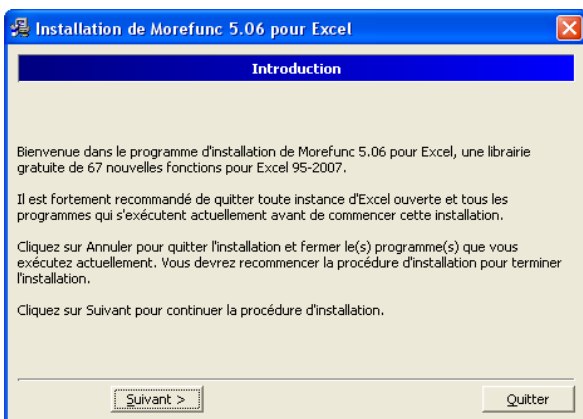 Installation de Morefunc 5.06 pour Excel
Introduction
Bienvenue dans le programme d'installation de Morefunc 5.06 pour Excel, une librairie
gratuite de 67 nouvelles fonctions pour Excel 95-2007.
Il est fortement recommandé de quitter toute instance d'Excel ouverte et tous les
programmes qui s'exécutent actuellement avant de commencer cette installation.
Cliquez sur Annuler pour quitter l'installation et fermer le(s) programme(s) que vous
exécutez actuellement. Vous devrez recommencer la procédure d'installation pour terminer
l'installation.
Cliquez sur Suivant pour continuer la procédure d'installation.
Suivant >
Quitter